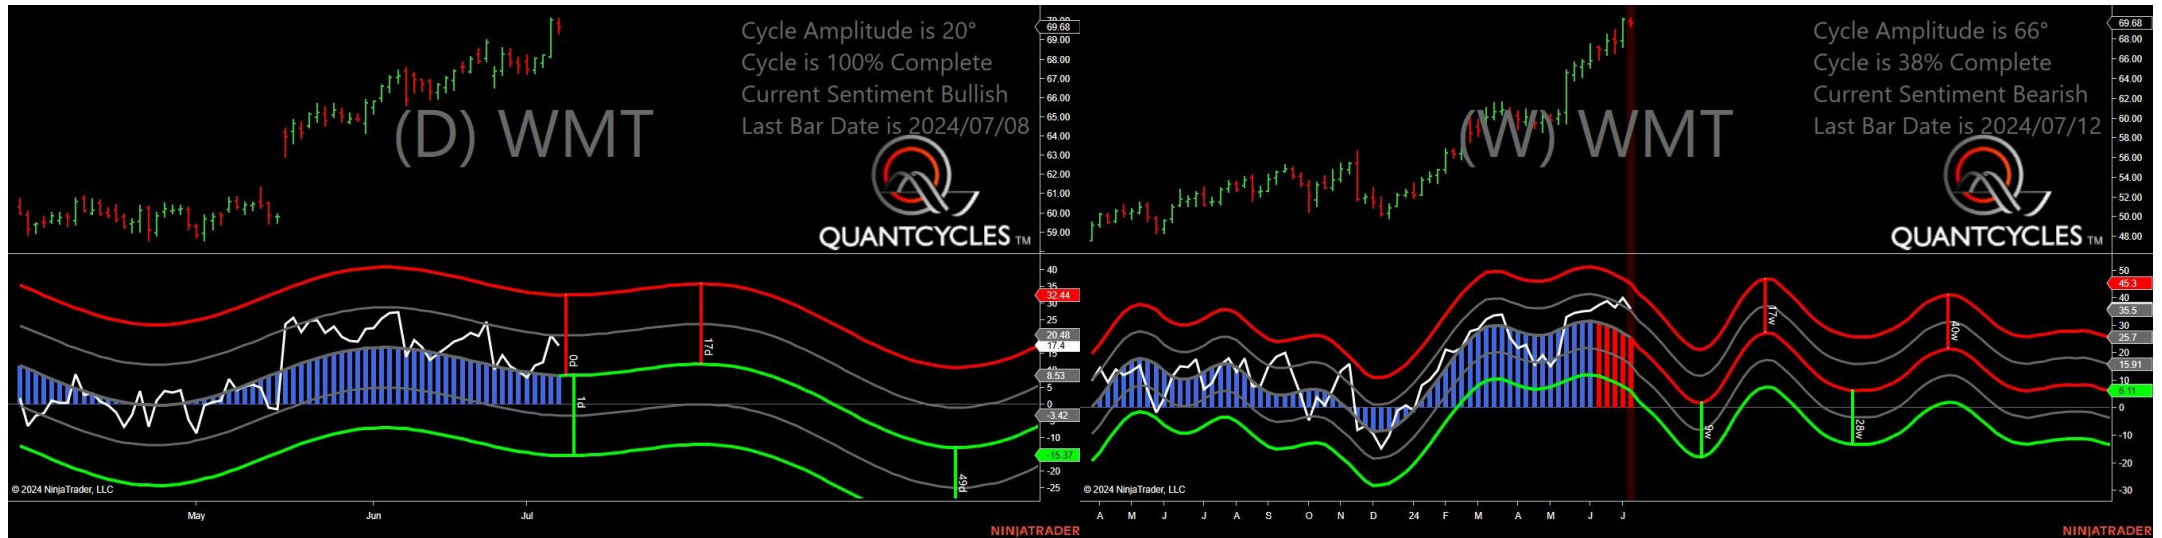 Cycle Amplitude is 20°
Cycle is 100% Complete
Current Sentiment Bullish
Last Bar Date is 2024/07/08
(D) WMT
QUANTCYCLES TM
70.00
69.68
69.00
68.00
67.00
66.00
65.00
64.00
63.00
62.00
61.00
60.00
59.00
40
35
32.44
30
25
20.48
17.4
15
10
8.53
5
0
-3.42
-10
-15.37
-20
-25
0d
1d
17d
49d
© 2024 NinjaTrader, LLC
May Jun Jul
NINJATRADER
Cycle Amplitude is 66°
Cycle is 38% Complete
Current Sentiment Bearish
Last Bar Date is 2024/07/12
(W) WMT
QUANTCYCLES TM
69.68
68.00
66.00
64.00
62.00
60.00
58.00
56.00
54.00
52.00
50.00
48.00
50
45.3
40
35.5
30
25.7
20
15.91
10
6.11
0
-10
-20
-30
9w
17w
28w
40w
© 2024 NinjaTrader, LLC
A M J J A S O N D 24 F M A M J J
NINJATRADER